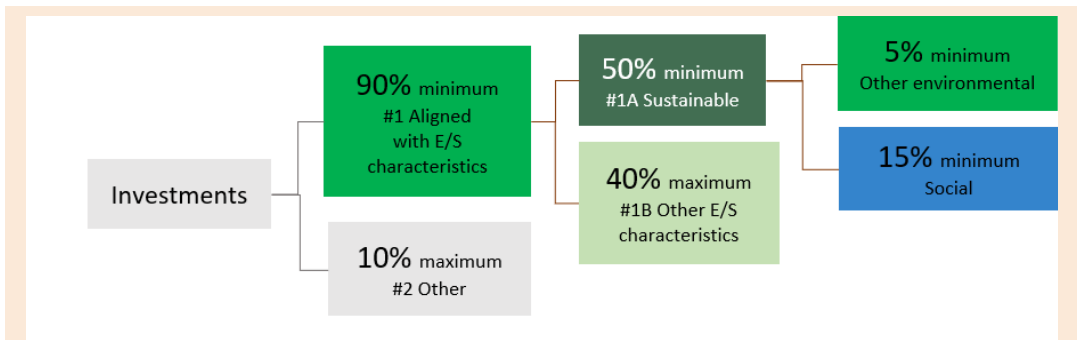 Investments
90% minimum
#1 Aligned
with E/S
characteristics
10% maximum
#2 Other
50% minimum
#1A Sustainable
40% maximum
#1B Other E/S
characteristics
5% minimum
Other environmental
15% minimum
Social